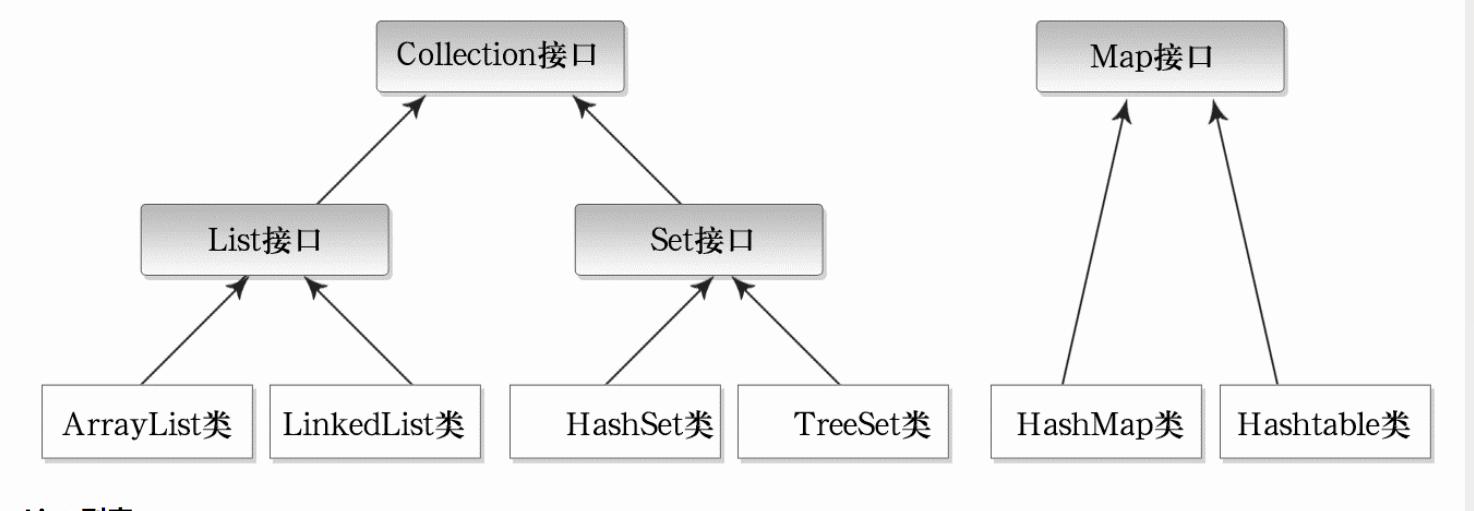 Collection接口
Map接口
List接口
Set接口
ArrayList类
LinkedList类
HashSet类
TreeSet类
HashMap类
Hashtable类